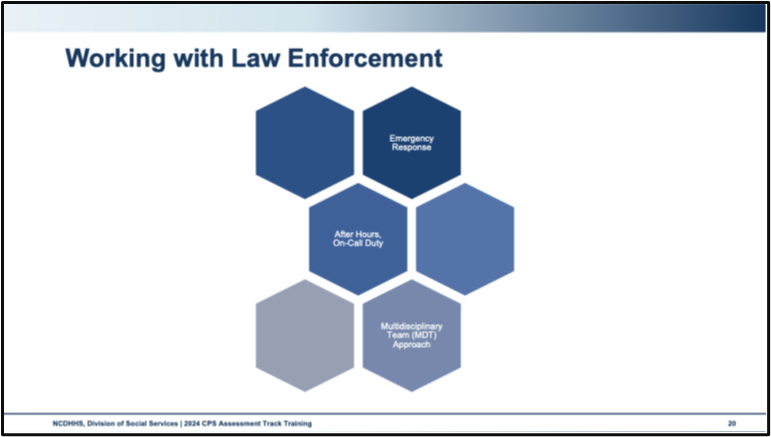 Working with Law Enforcement
Emergency
Response
After Hours,
On-Call Duty
Multidisciplinary
Team (MDT)
Approach
NCDHHS, Division of Social Services | 2024 CPS Assessment Track Training
20